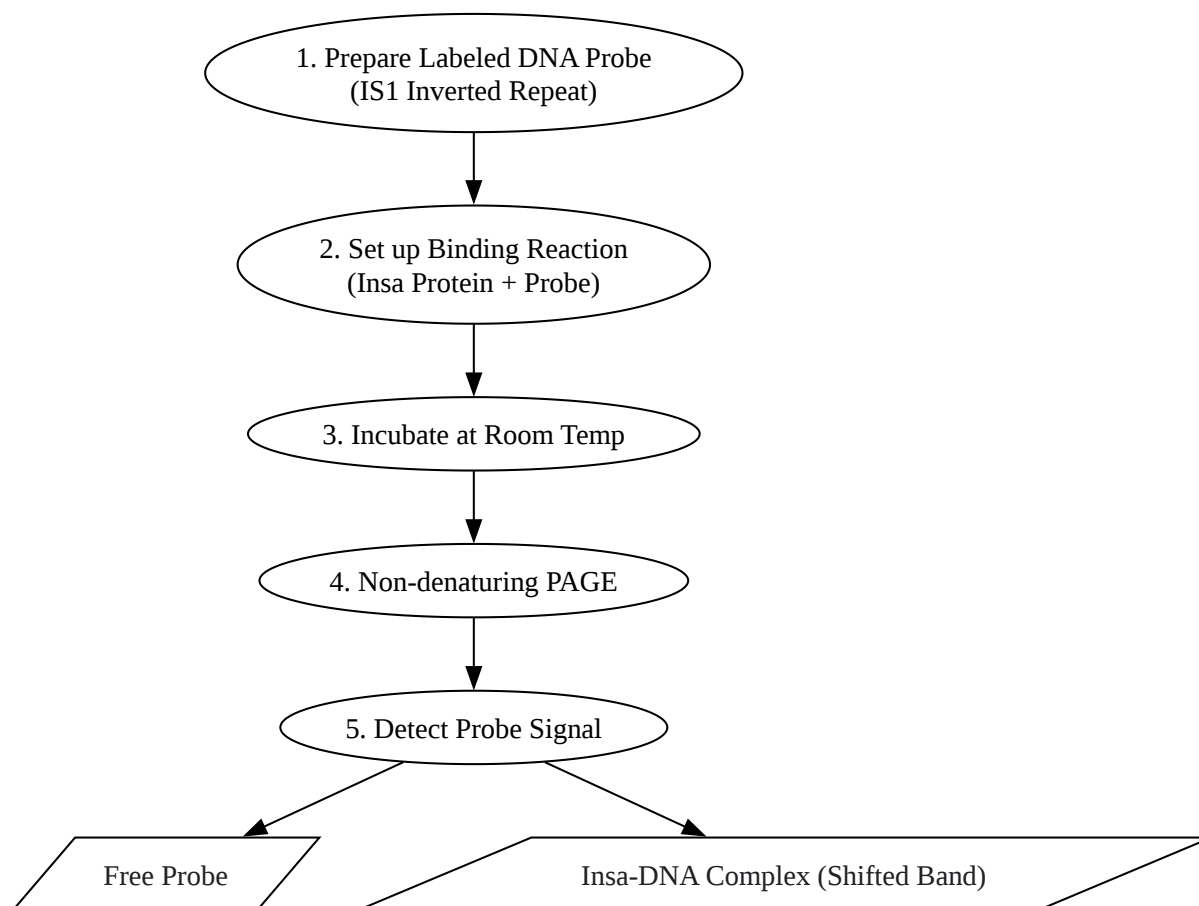 1. Prepare Labeled DNA Probe
(IS1 Inverted Repeat)
2. Set up Binding Reaction
(Insa Protein + Probe)
3. Incubate at Room Temp
4. Non-denaturing PAGE
5. Detect Probe Signal
Free Probe
Insa-DNA Complex (Shifted Band)